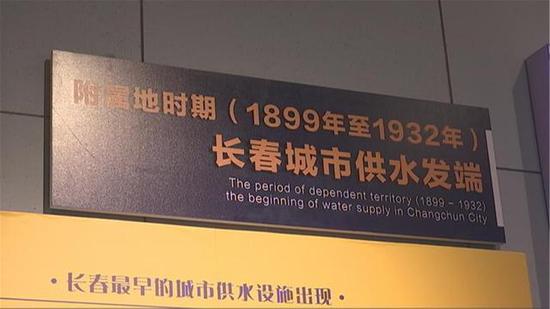 附属地时期（1899年至1932年）
长春城市供水发端
The period of dependent territory (1899 - 1932)
the beginning of water supply in Changchun City
·长春最早的城市供水设施出现·